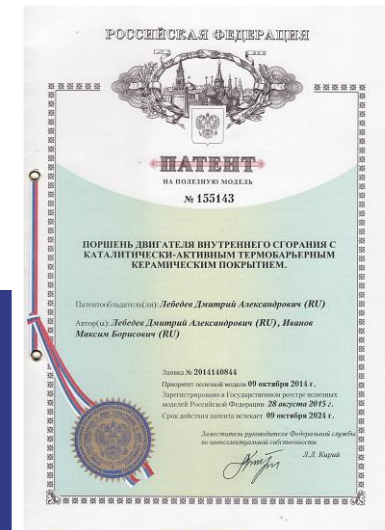 РОССИЙСКАЯ ФЕДЕРАЦИЯ
ПАТЕНТ
НА ПОЛЕЗНУЮ МОДЕЛЬ
№ 155143
ПОРШЕНЬ ДВИГАТЕЛЯ ВНУТРЕННЕГО СГОРАНИЯ С
КАТАЛИТИЧЕСКИ-АКТИВНЫМ ТЕРМОБАРЬЕРНЫМ
КЕРАМИЧЕСКИМ ПОКРЫТИЕМ.
Патентообладатель(ли): Лебедев Дмитрий Александрович (RU)
Автор(ы): Лебедев Дмитрий Александрович (RU), Иванов
Максим Борисович (RU)
Заявка № 2014140844
Приоритет полезной модели 09 октября 2014 г.
Зарегистрировано в Государственном реестре полезных
моделей Российской Федерации 28 августа 2015 г.
Срок действия патента истекает 09 октября 2024 г.
Заместитель руководителя Федеральной службы
по интеллектуальной собственности
Л.Л. Кирий